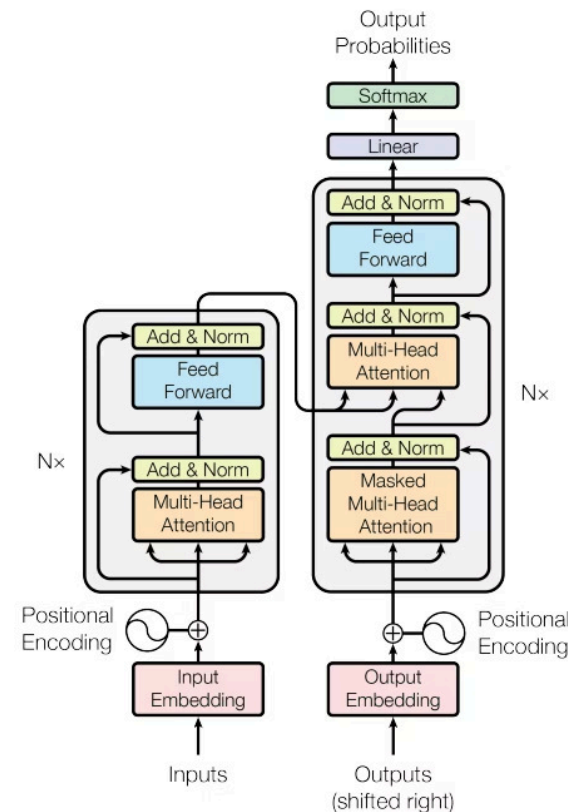 Output
Probabilities
Softmax
Linear
Add & Norm
Feed
Forward
Add & Norm
Multi-Head
Attention
Nx
Add & Norm
Masked
Multi-Head
Attention
Add & Norm
Feed
Forward
Nx
Add & Norm
Multi-Head
Attention
Positional
Encoding
Positional
Encoding
Input
Embedding
Output
Embedding
Inputs
Outputs
(shifted right)